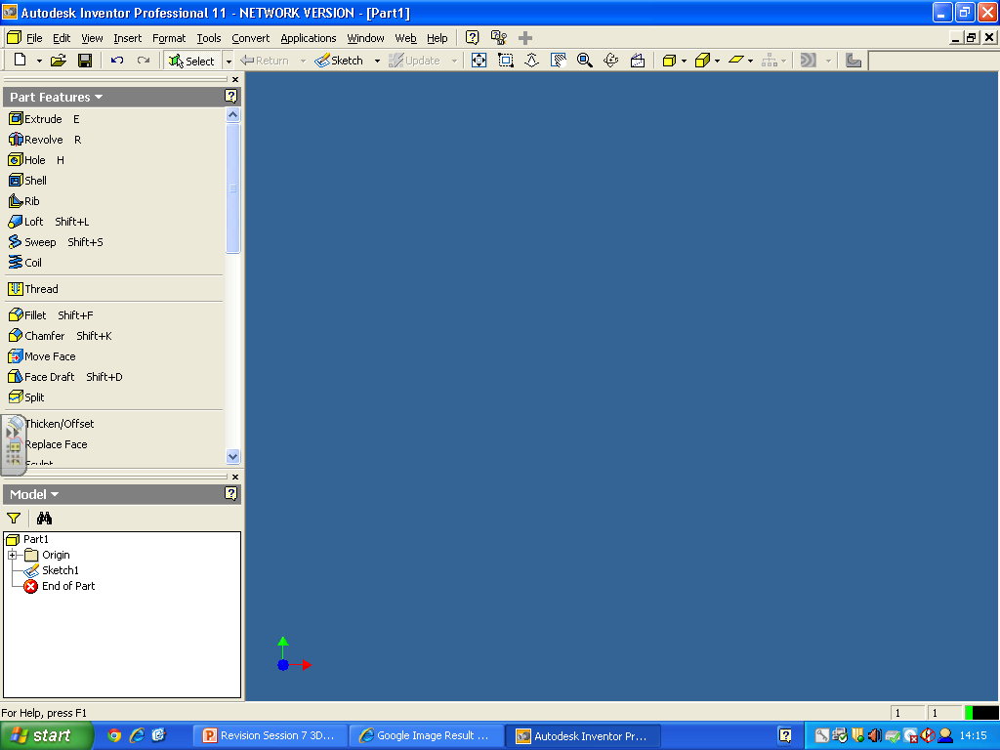 Autodesk Inventor Professional 11 - NETWORK VERSION - [Part1]
File Edit View Insert Format Tools Convert Applications Window Web Help
Select Return Sketch Update
Part Features
Extrude E
Revolve R
Hole H
Shell
Rib
Loft Shift+L
Sweep Shift+S
Coil
Thread
Fillet Shift+F
Chamfer Shift+K
Move Face
Face Draft Shift+D
Split
Thicken/Offset
Replace Face
Sculpt
Model
Part1
Origin
Sketch1
End of Part
For Help, press F1
1 1
start
Revision Session 7 3D...
Google Image Result ...
Autodesk Inventor Pr...
14:15